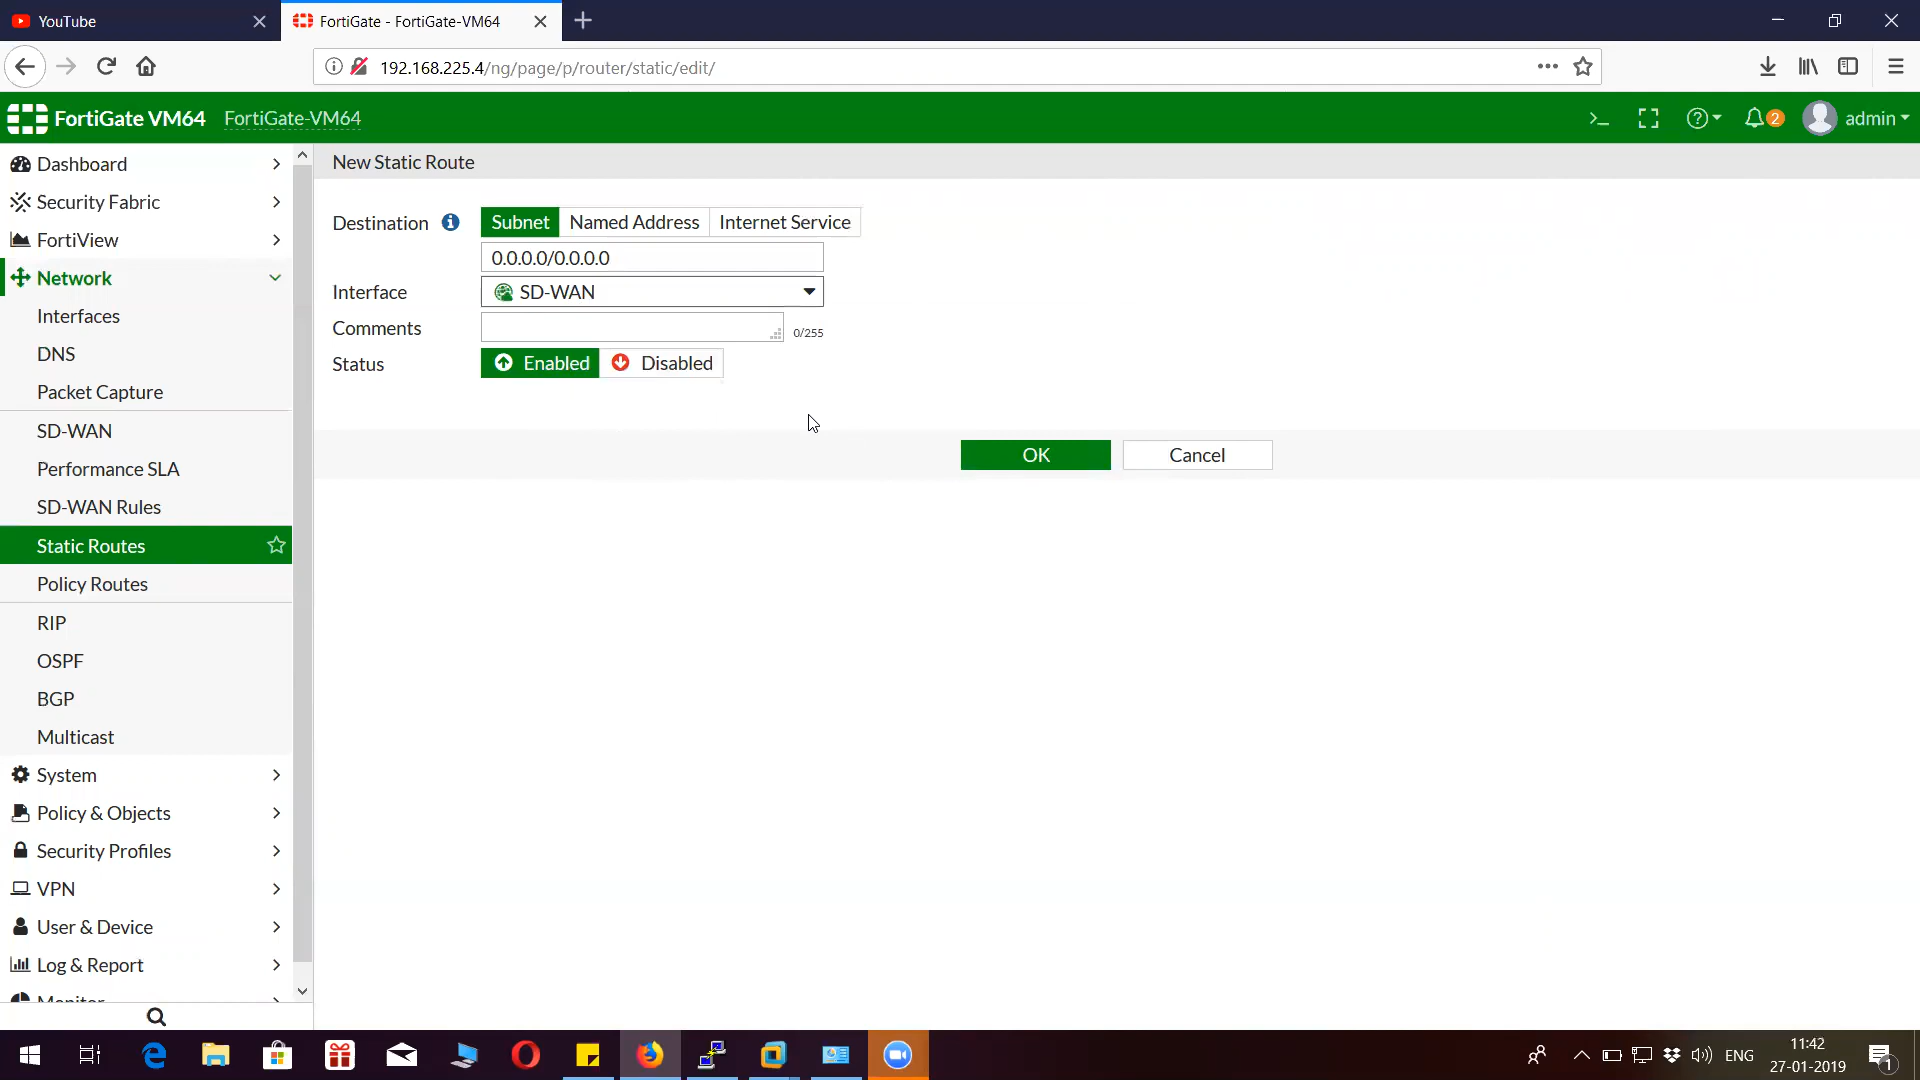 YouTube
FortiGate - FortiGate-VM64
192.168.225.4/ng/page/p/router/static/edit/
FortiGate VM64
FortiGate-VM64
2
admin
Dashboard
Security Fabric
FortiView
Network
Interfaces
DNS
Packet Capture
SD-WAN
Performance SLA
SD-WAN Rules
Static Routes
Policy Routes
RIP
OSPF
BGP
Multicast
System
Policy & Objects
Security Profiles
VPN
User & Device
Log & Report
Monitor
New Static Route
Destination
Subnet Named Address Internet Service
0.0.0.0/0.0.0.0
Interface SD-WAN
Comments 0/255
Status Enabled Disabled
OK Cancel
ENG
11:42
27-01-2019
1